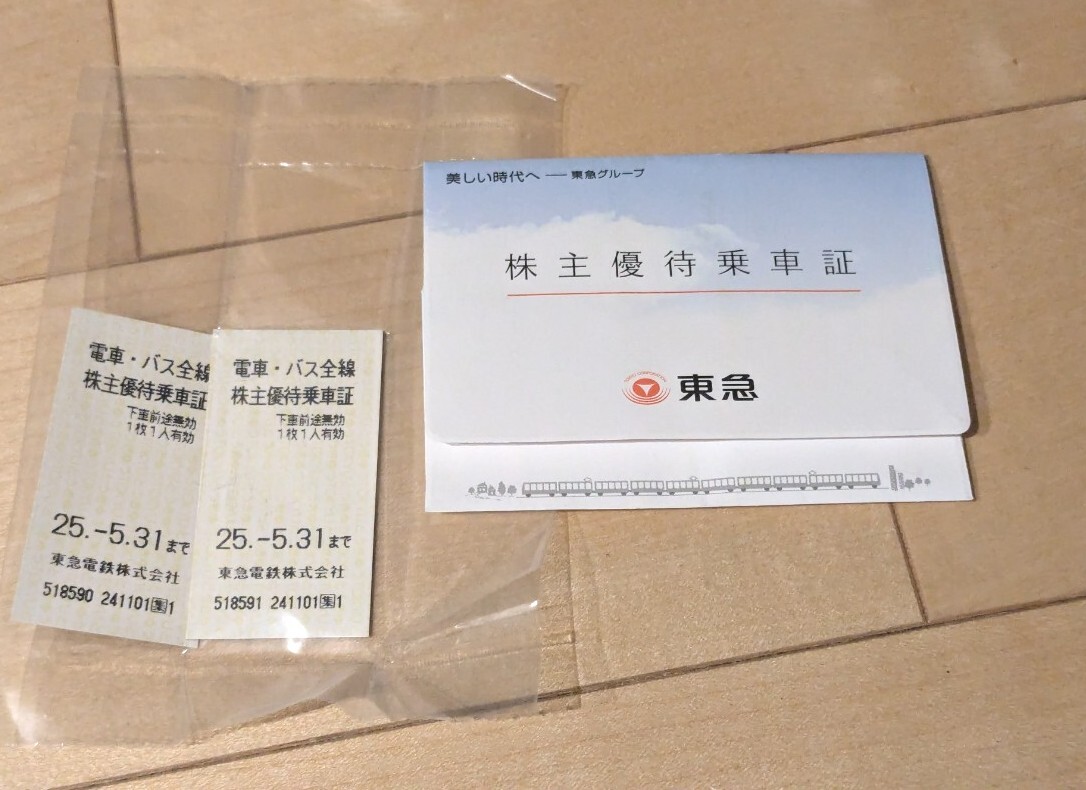 美しい時代へ ── 東急グループ
株主優待乗車証
東急
電車・バス全線
株主優待乗車証
下車前途無効
1枚1人有効
25.-5.31まで
東急電鉄株式会社
518590 241101集1
電車・バス全線
株主優待乗車証
下車前途無効
1枚1人有効
25.-5.31まで
東急電鉄株式会社
518591 241101集1